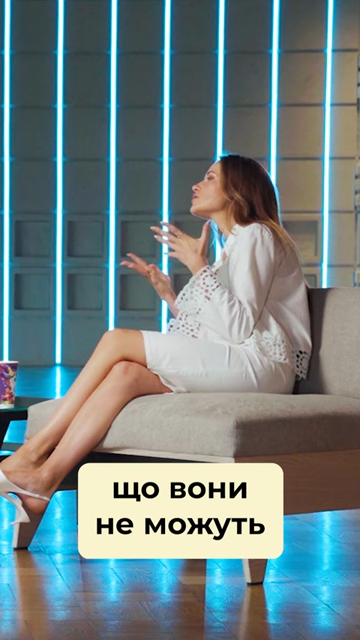 що вони
не можуть